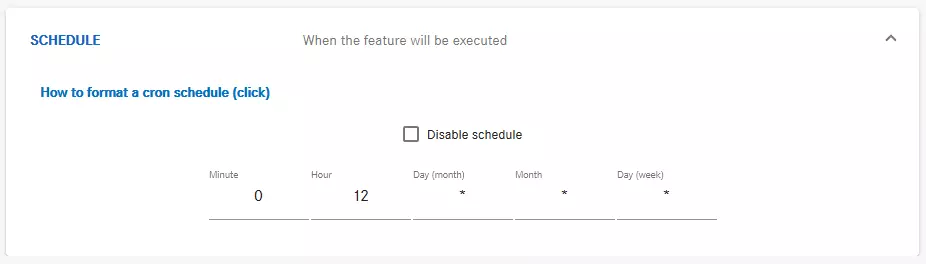 SCHEDULE When the feature will be executed
How to format a cron schedule (click)
Disable schedule
Minute Hour Day (month) Month Day (week)
0 12 * * *